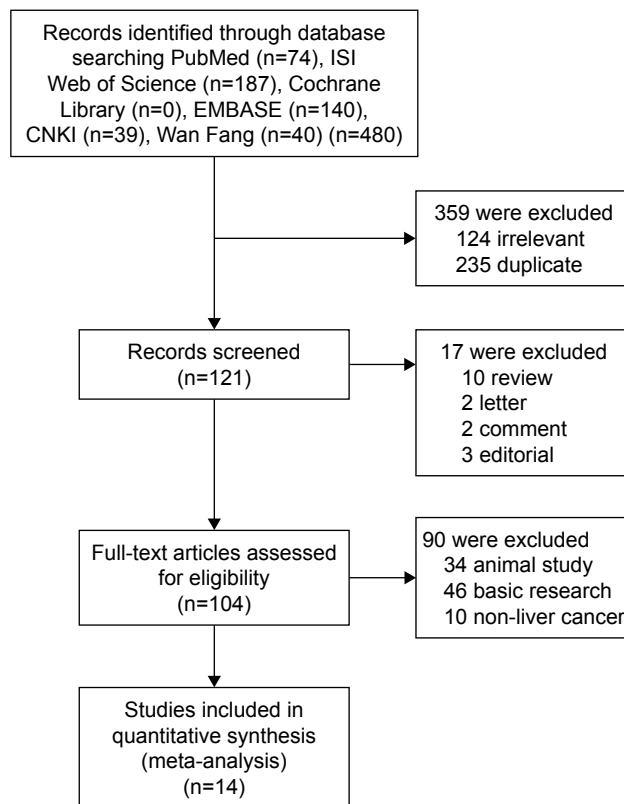 Records identified through database
searching PubMed (n=74), ISI
Web of Science (n=187), Cochrane
Library (n=0), EMBASE (n=140),
CNKI (n=39), Wan Fang (n=40) (n=480)
359 were excluded
124 irrelevant
235 duplicate
Records screened
(n=121)
17 were excluded
10 review
2 letter
2 comment
3 editorial
Full-text articles assessed
for eligibility
(n=104)
90 were excluded
34 animal study
46 basic research
10 non-liver cancer
Studies included in
quantitative synthesis
(meta-analysis)
(n=14)